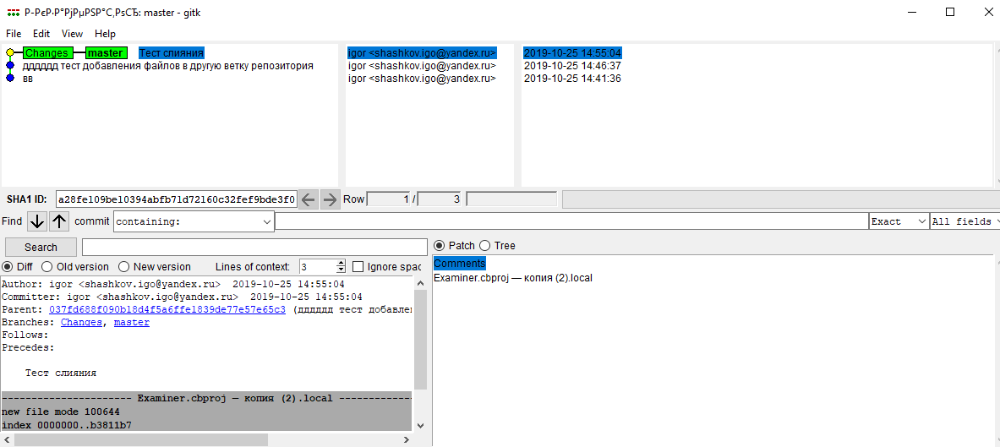 Р­РєР·Р°РјРµРЅР°С‚РѕСЂ: master - gitk
File Edit View Help
Changes master Тест слияния igor <shashkov.igo@yandex.ru> 2019-10-25 14:55:04
дддддд тест добавления файлов в другую ветку репозитория igor <shashkov.igo@yandex.ru> 2019-10-25 14:46:37
вв igor <shashkov.igo@yandex.ru> 2019-10-25 14:41:36
SHA1 ID: a28fe109be10394abfb71d72160c32fef9bde3f0 Row 1 / 3
Find commit containing: Exact All fields
Search Patch Tree
Diff Old version New version Lines of context: 3 Ignore spac
Comments
Examiner.cbproj — копия (2).local
Author: igor <shashkov.igo@yandex.ru> 2019-10-25 14:55:04
Committer: igor <shashkov.igo@yandex.ru> 2019-10-25 14:55:04
Parent: 037fd688f090b18d4f5a6ffe1839de77e57e65c3 (дддддд тест добавле
Branches: Changes, master
Follows:
Precedes:
Тест слияния
---------------------- Examiner.cbproj — копия (2).local ------------
new file mode 100644
index 0000000..b3811b7